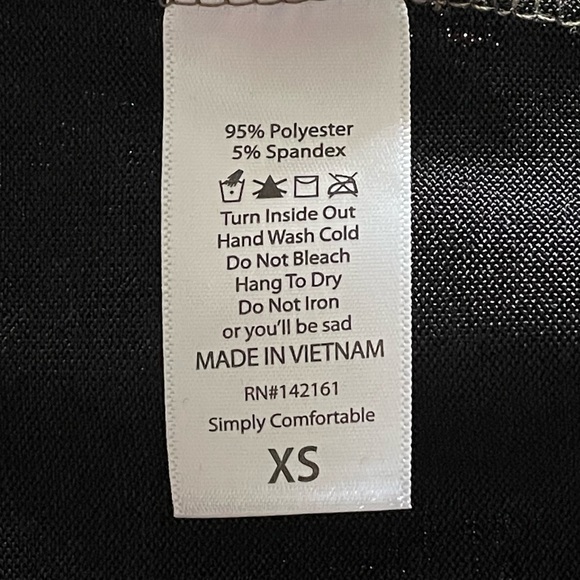 95% Polyester
5% Spandex
Turn Inside Out
Hand Wash Cold
Do Not Bleach
Hang To Dry
Do Not Iron
or you'll be sad
MADE IN VIETNAM
RN#142161
Simply Comfortable
XS